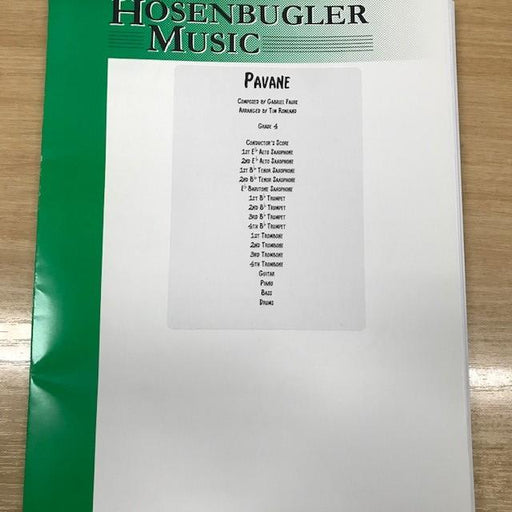 HOSENBUGLER
MUSIC
PAVANE
COMPOSED BY GABRIEL FAURE
ARRANGED BY TIM
GRADE 4
CONDUCTOR'S SCORE
1ST E♭ ALTO SAXOPHONE
2ND E♭ ALTO SAXOPHONE
1ST B♭ TENOR SAXOPHONE
2ND B♭ TENOR SAXOPHONE
E♭ BARITONE SAXOPHONE
1ST B♭ TRUMPET
2ND B♭ TRUMPET
3RD B♭ TRUMPET
4TH B♭ TRUMPET
1ST TROMBONE
2ND TROMBONE
3RD TROMBONE
4TH TROMBONE
GUITAR
PIANO
BASS
DRUMS